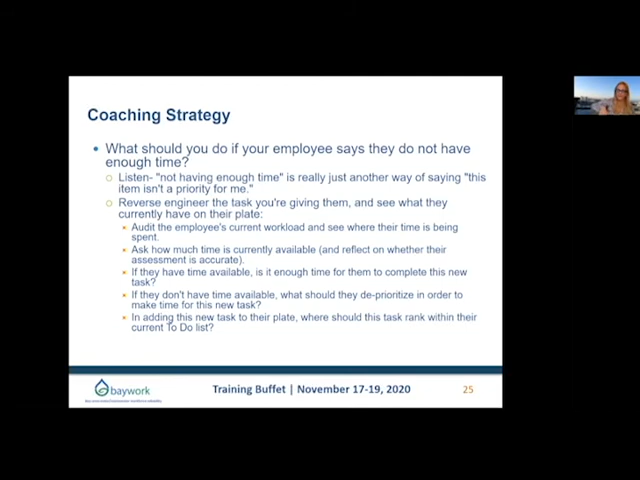 Coaching Strategy
What should you do if your employee says they do not have
enough time?
Listen- "not having enough time" is really just another way of saying "this
item isn't a priority for me."
Reverse engineer the task you're giving them, and see what they
currently have on their plate:
Audit the employee's current workload and see where their time is being
spent.
Ask how much time is currently available (and reflect on whether their
assessment is accurate).
If they have time available, is it enough time for them to complete this new
task?
If they don't have time available, what should they de-prioritize in order to
make time for this new task?
In adding this new task to their plate, where should this task rank within their
current To Do list?
baywork
Training Buffet | November 17-19, 2020
25